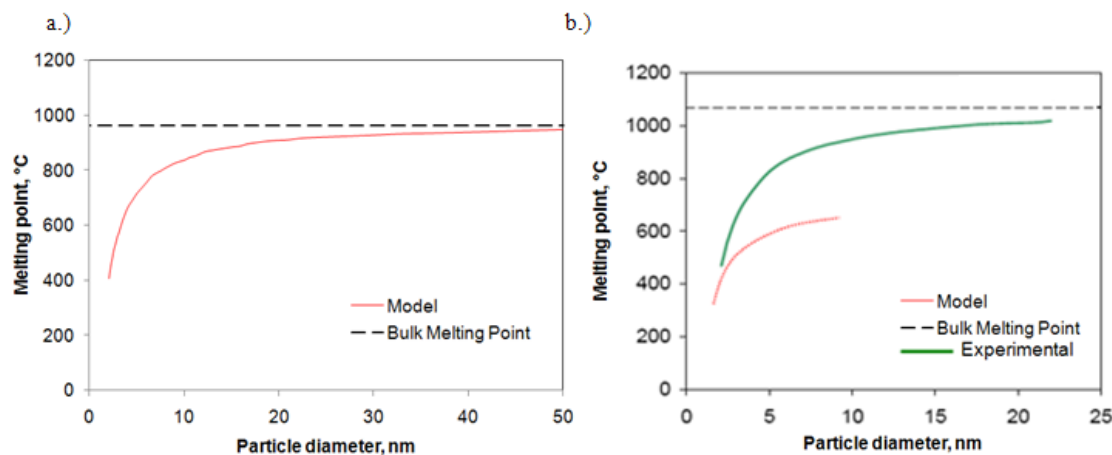 a.)
1200
1000
800
600
400
200
0
Melting point, °C
Model
Bulk Melting Point
0 10 20 30 40 50
Particle diameter, nm
b.)
1200
1000
800
600
400
200
0
Melting point, °C
Model
Bulk Melting Point
Experimental
0 5 10 15 20 25
Particle diameter, nm